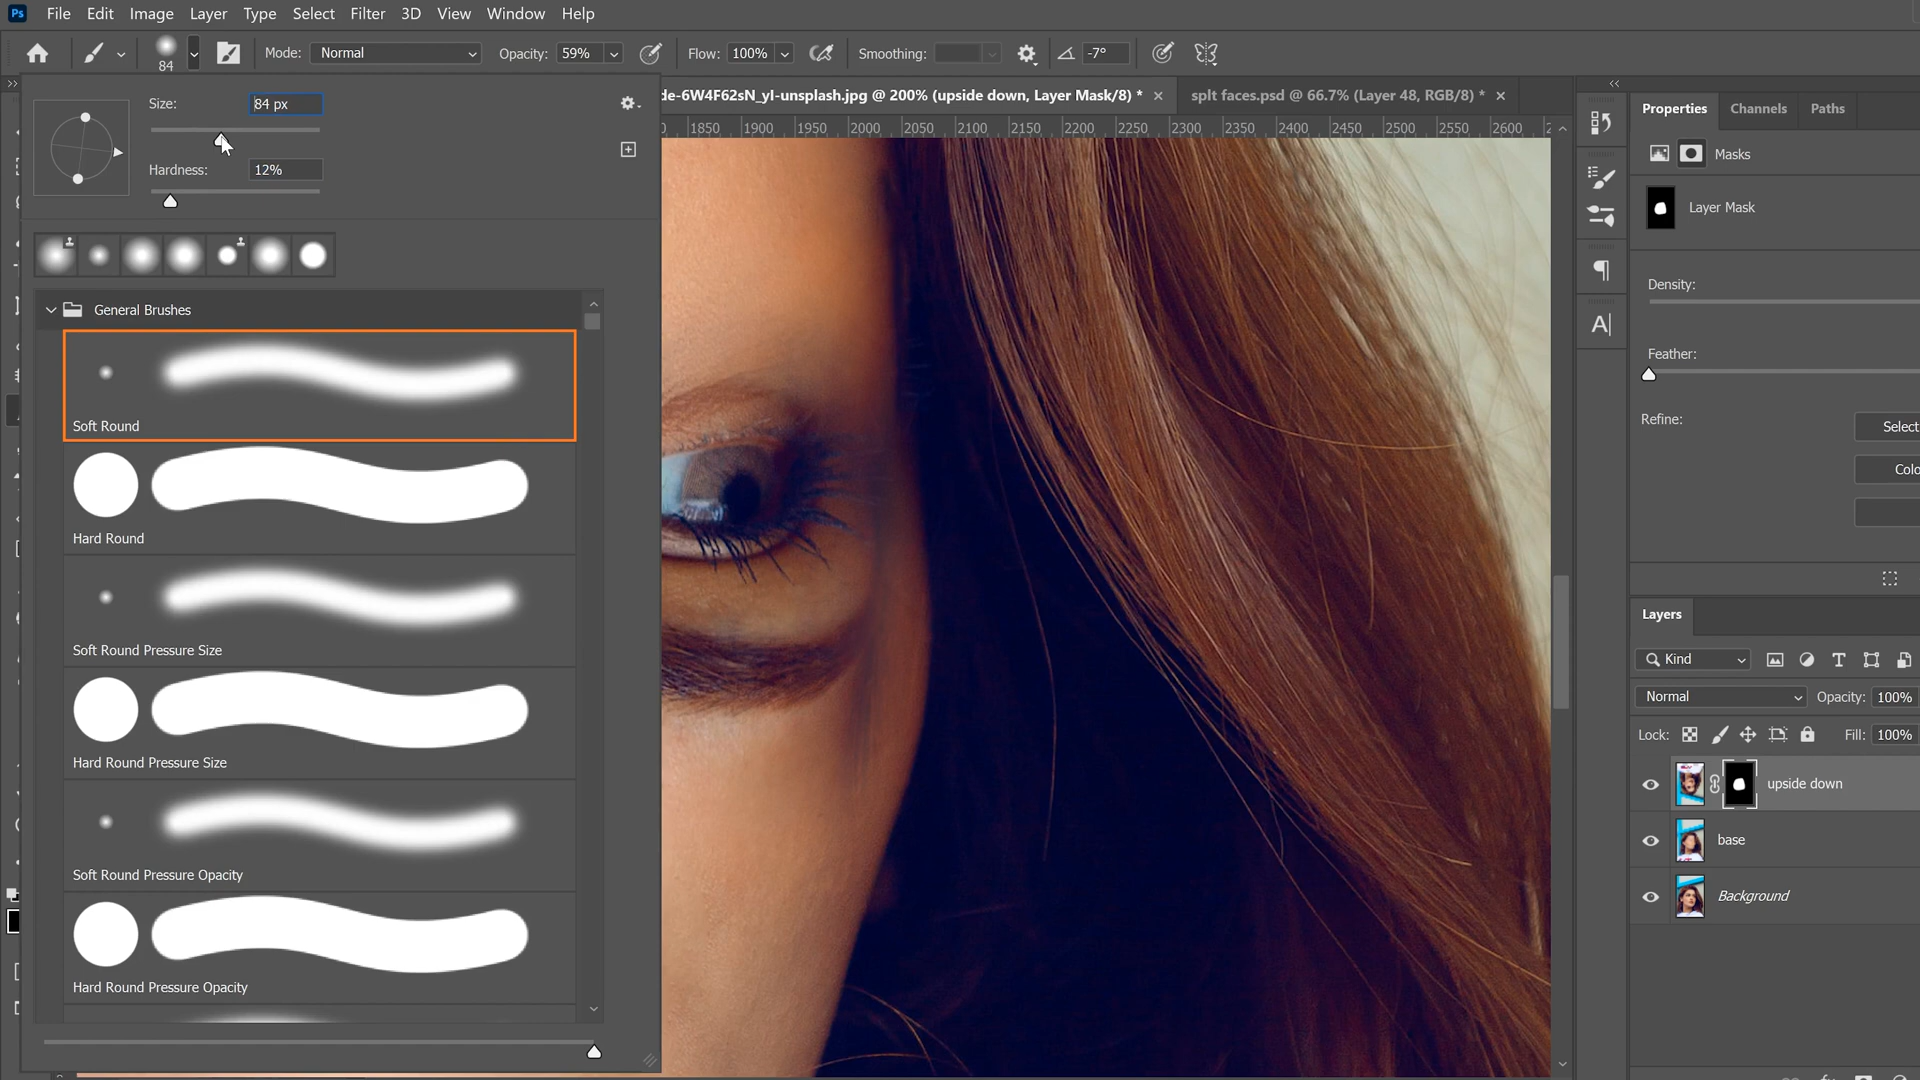 Ps File Edit Image Layer Type Select Filter 3D View Window Help
84 Mode: Normal Opacity: 59% Flow: 100% Smoothing: -7°
de-6W4F62sN_yI-unsplash.jpg @ 200% (upside down, Layer Mask/8) * splt faces.psd @ 66.7% (Layer 48, RGB/8) *
1850 1900 1950 2000 2050 2100 2150 2200 2250 2300 2350 2400 2450 2500 2550 2600
Size: 84 px
Hardness: 12%
General Brushes
Soft Round
Hard Round
Soft Round Pressure Size
Hard Round Pressure Size
Soft Round Pressure Opacity
Hard Round Pressure Opacity
Properties Channels Paths
Masks
Layer Mask
Density:
Feather:
Refine: Select
Colo
A
Layers
Kind
Normal Opacity: 100%
Lock: Fill: 100%
upside down
base
Background